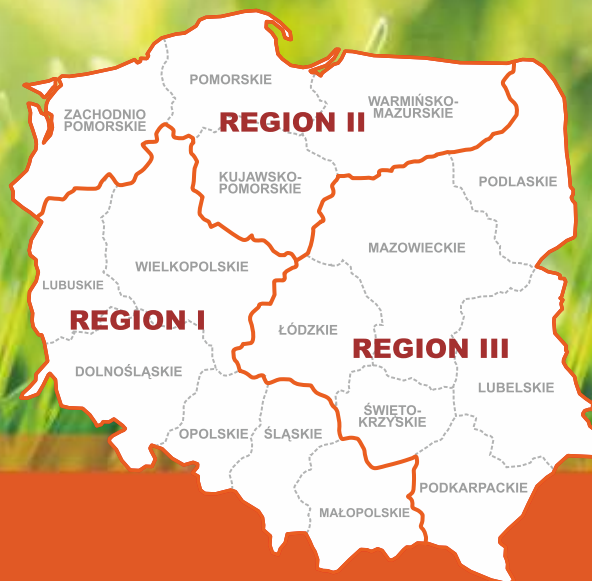 POMORSKIE
ZACHODNIO
POMORSKIE
WARMIŃSKO-
MAZURSKIE
REGION II
KUJAWSKO-
POMORSKIE
PODLASKIE
MAZOWIECKIE
WIELKOPOLSKIE
LUBUSKIE
REGION I
ŁÓDZKIE
REGION III
DOLNOŚLĄSKIE
LUBELSKIE
ŚWIĘTO-
KRZYSKIE
OPOLSKIE
ŚLĄSKIE
PODKARPACKIE
MAŁOPOLSKIE